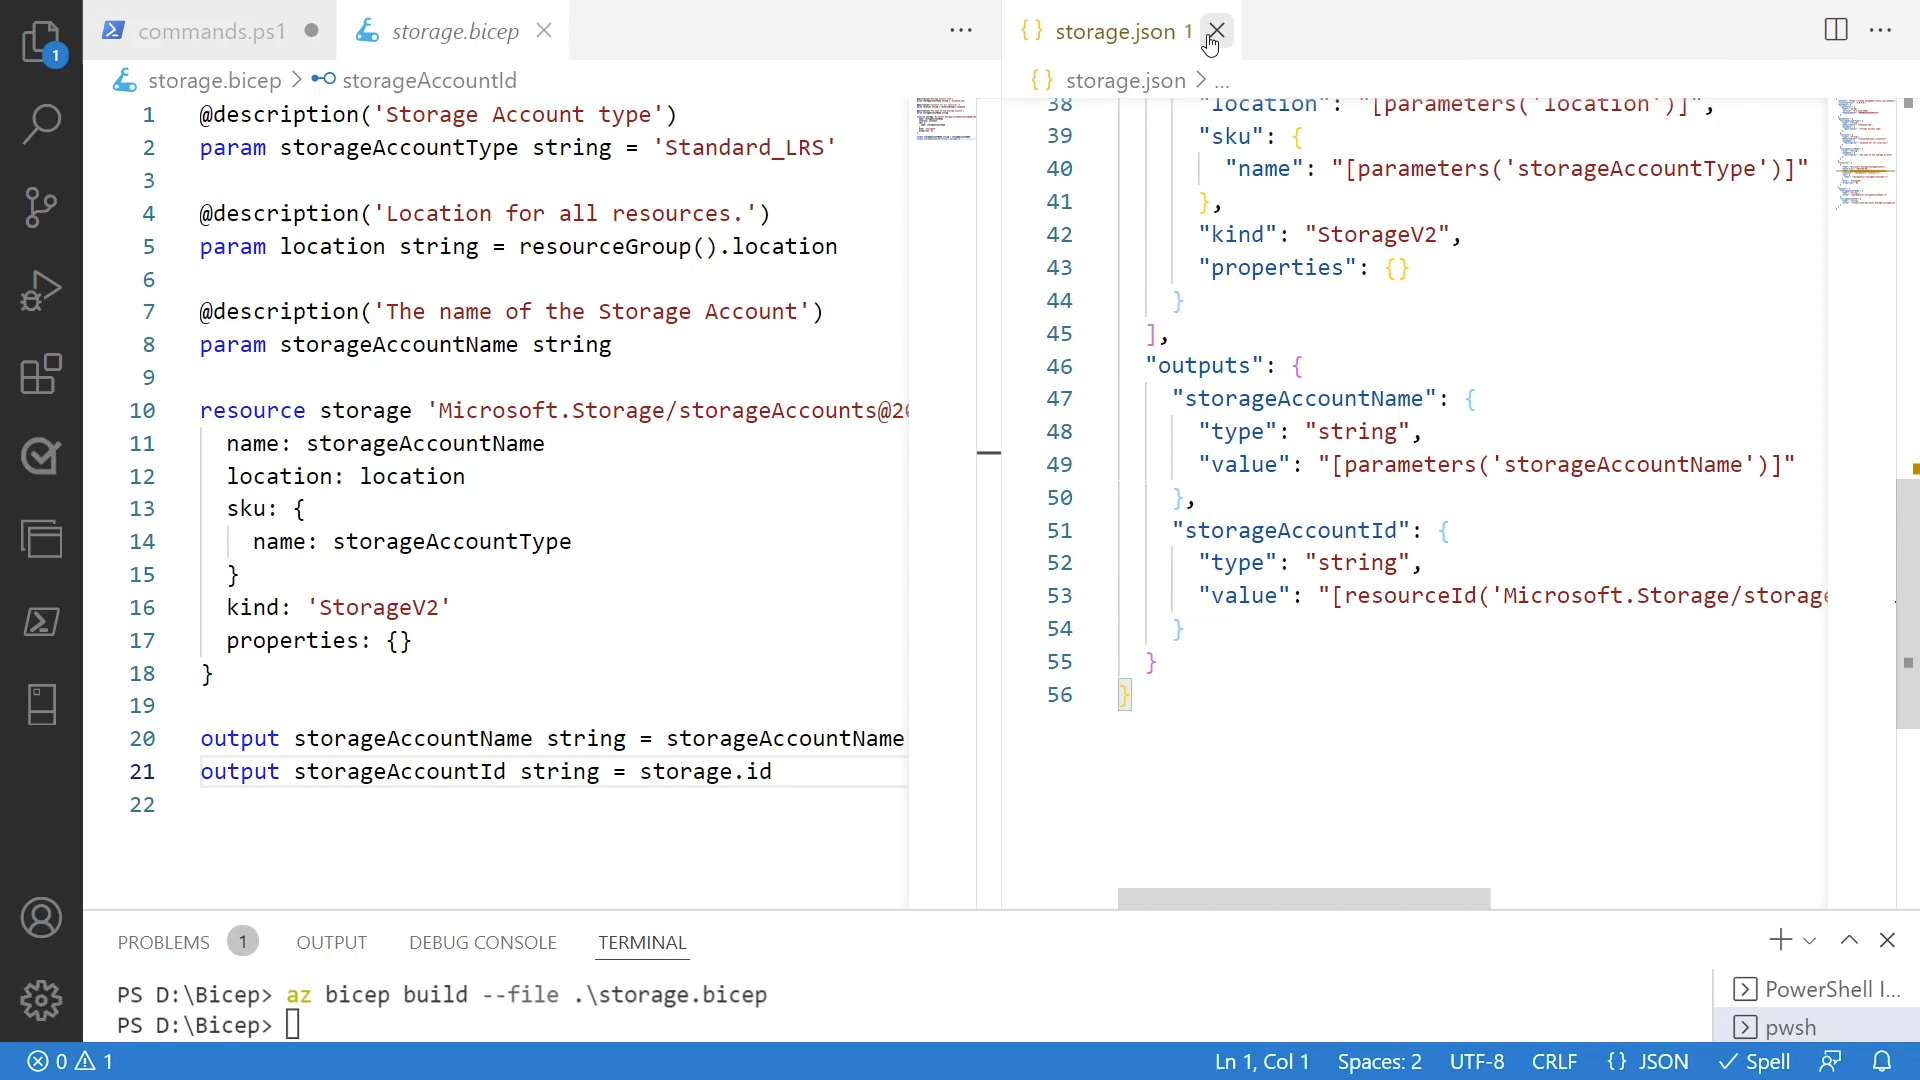 1
commands.ps1
storage.bicep
storage.bicep > storageAccountId
1 @description('Storage Account type')
2 param storageAccountType string = 'Standard_LRS'
3
4 @description('Location for all resources.')
5 param location string = resourceGroup().location
6
7 @description('The name of the Storage Account')
8 param storageAccountName string
9
10 resource storage 'Microsoft.Storage/storageAccounts@20
11 name: storageAccountName
12 location: location
13 sku: {
14 name: storageAccountType
15 }
16 kind: 'StorageV2'
17 properties: {}
18 }
19
20 output storageAccountName string = storageAccountName
21 output storageAccountId string = storage.id
22
{} storage.json 1
{} storage.json > ...
38 "location": "[parameters('location')]",
39 "sku": {
40 "name": "[parameters('storageAccountType')]"
41 },
42 "kind": "StorageV2",
43 "properties": {}
44 }
45 ],
46 "outputs": {
47 "storageAccountName": {
48 "type": "string",
49 "value": "[parameters('storageAccountName')]"
50 },
51 "storageAccountId": {
52 "type": "string",
53 "value": "[resourceId('Microsoft.Storage/storage
54 }
55 }
56 }
PROBLEMS 1 OUTPUT DEBUG CONSOLE TERMINAL
PS D:\Bicep> az bicep build --file .\storage.bicep
PS D:\Bicep>
PowerShell I...
pwsh
0 1 Ln 1, Col 1 Spaces: 2 UTF-8 CRLF {} JSON Spell